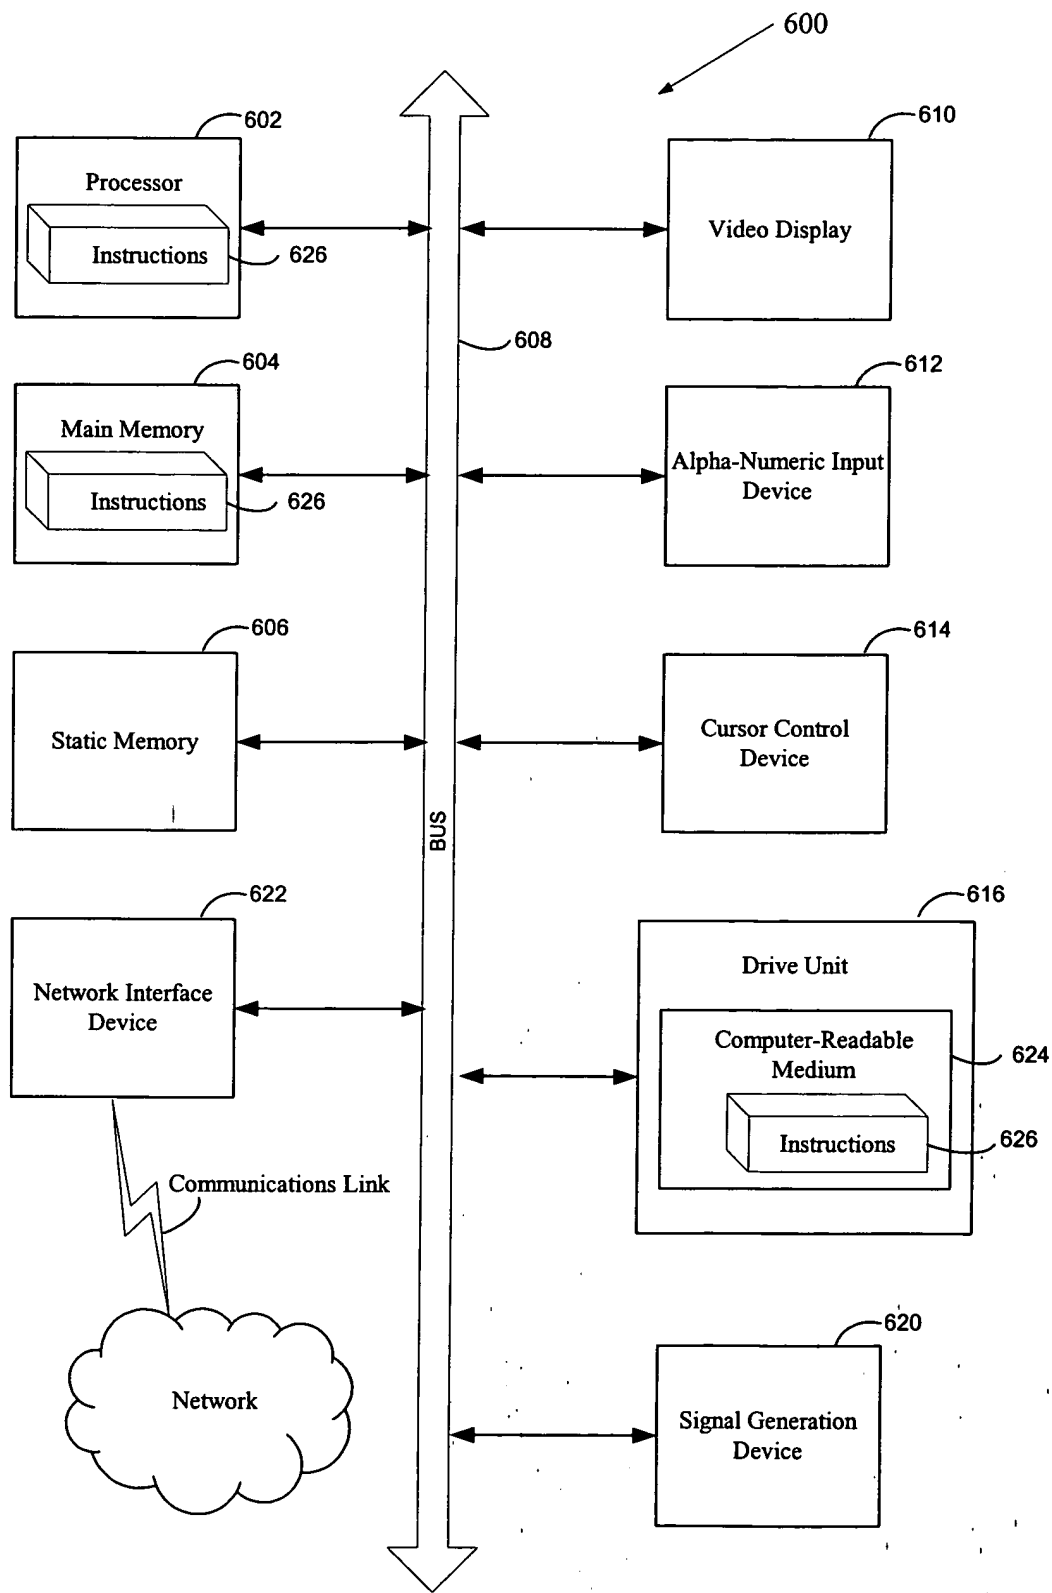 600
602
Processor
Instructions
626
610
Video Display
608
604
Main Memory
Instructions
626
612
Alpha-Numeric Input
Device
606
Static Memory
614
Cursor Control
Device
BUS
622
Network Interface
Device
616
Drive Unit
Computer-Readable
Medium
624
Instructions
626
Communications Link
Network
620
Signal Generation
Device